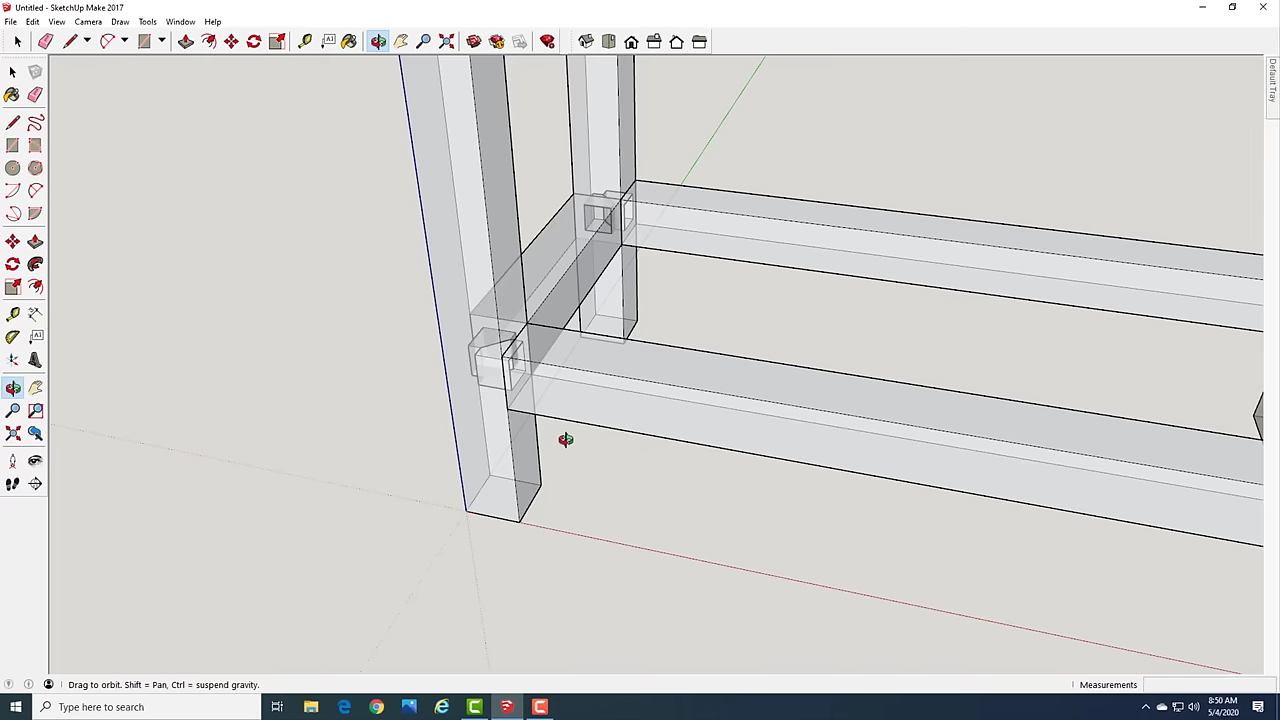 Untitled - SketchUp Make 2017
File Edit View Camera Draw Tools Window Help
Default Tray
Drag to orbit. Shift = Pan, Ctrl = suspend gravity.
Measurements
Type here to search
8:50 AM
5/4/2020